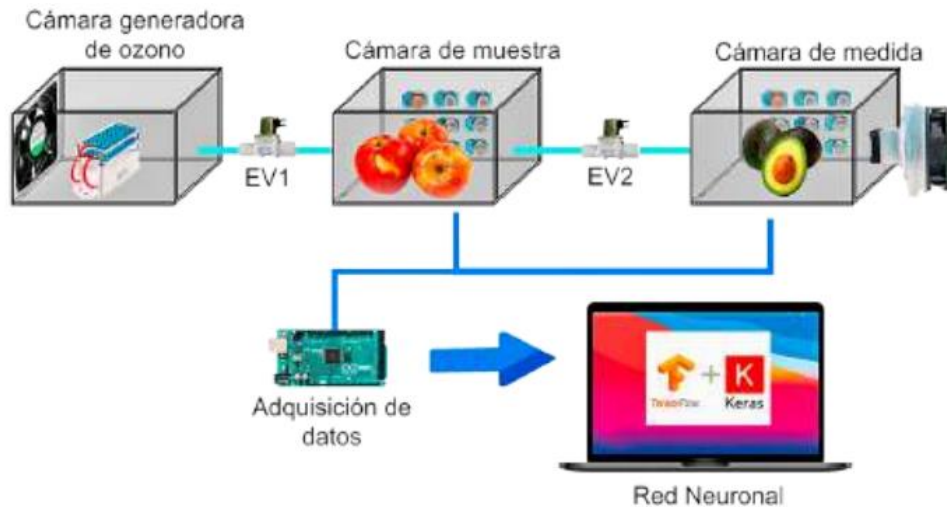 Cámara generadora
de ozono
Cámara de muestra
Cámara de medida
EV1
EV2
Adquisición de
datos
TensorFlow
+
K
Keras
Red Neuronal